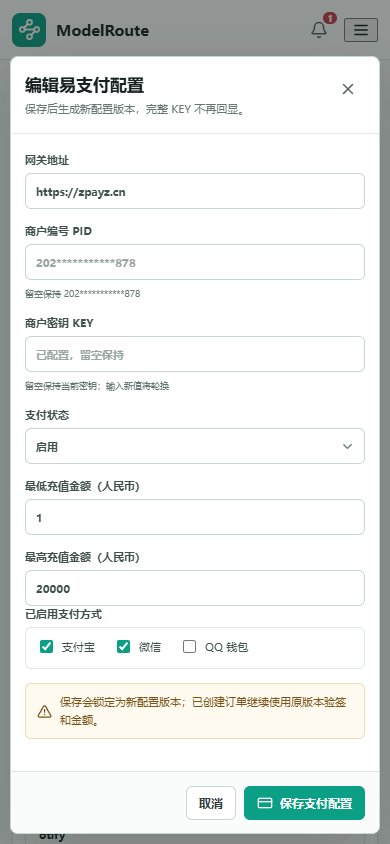 ModelRoute
1
编辑易支付配置
保存后生成新配置版本，完整 KEY 不再回显。
网关地址
https://zpayz.cn
商户编号 PID
202***********878
留空保持 202***********878
商户密钥 KEY
已配置，留空保持
留空保持当前密钥；输入新值将轮换
支付状态
启用
最低充值金额（人民币）
1
最高充值金额（人民币）
20000
已启用支付方式
支付宝 微信 QQ 钱包
保存会锁定为新配置版本；已创建订单继续使用原版本验签
和金额。
取消 保存支付配置